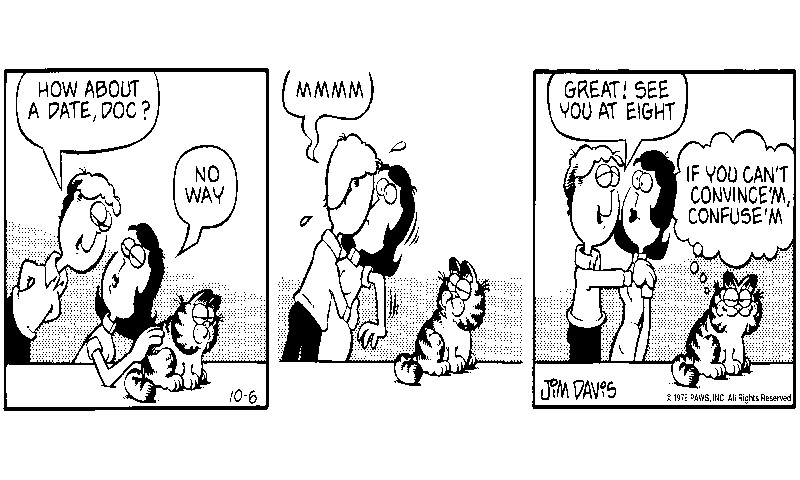 HOW ABOUT
A DATE, DOC?
NO
WAY
10-6
MMMM
GREAT! SEE
YOU AT EIGHT
IF YOU CAN'T
CONVINCE'M,
CONFUSE'M
JIM DAVIS
© 1978 PAWS, INC. All Rights Reserved